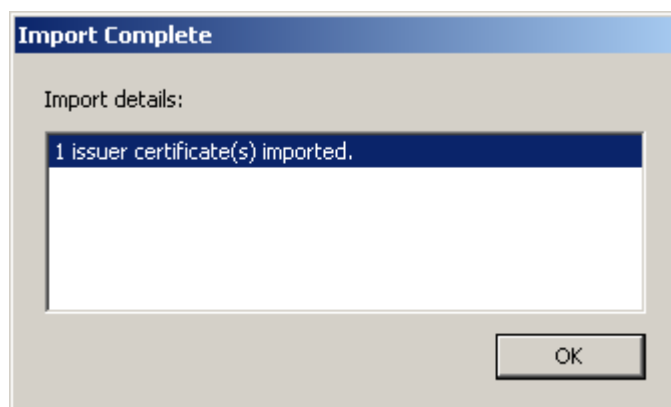 Import Complete
Import details:
1 issuer certificate(s) imported.
OK